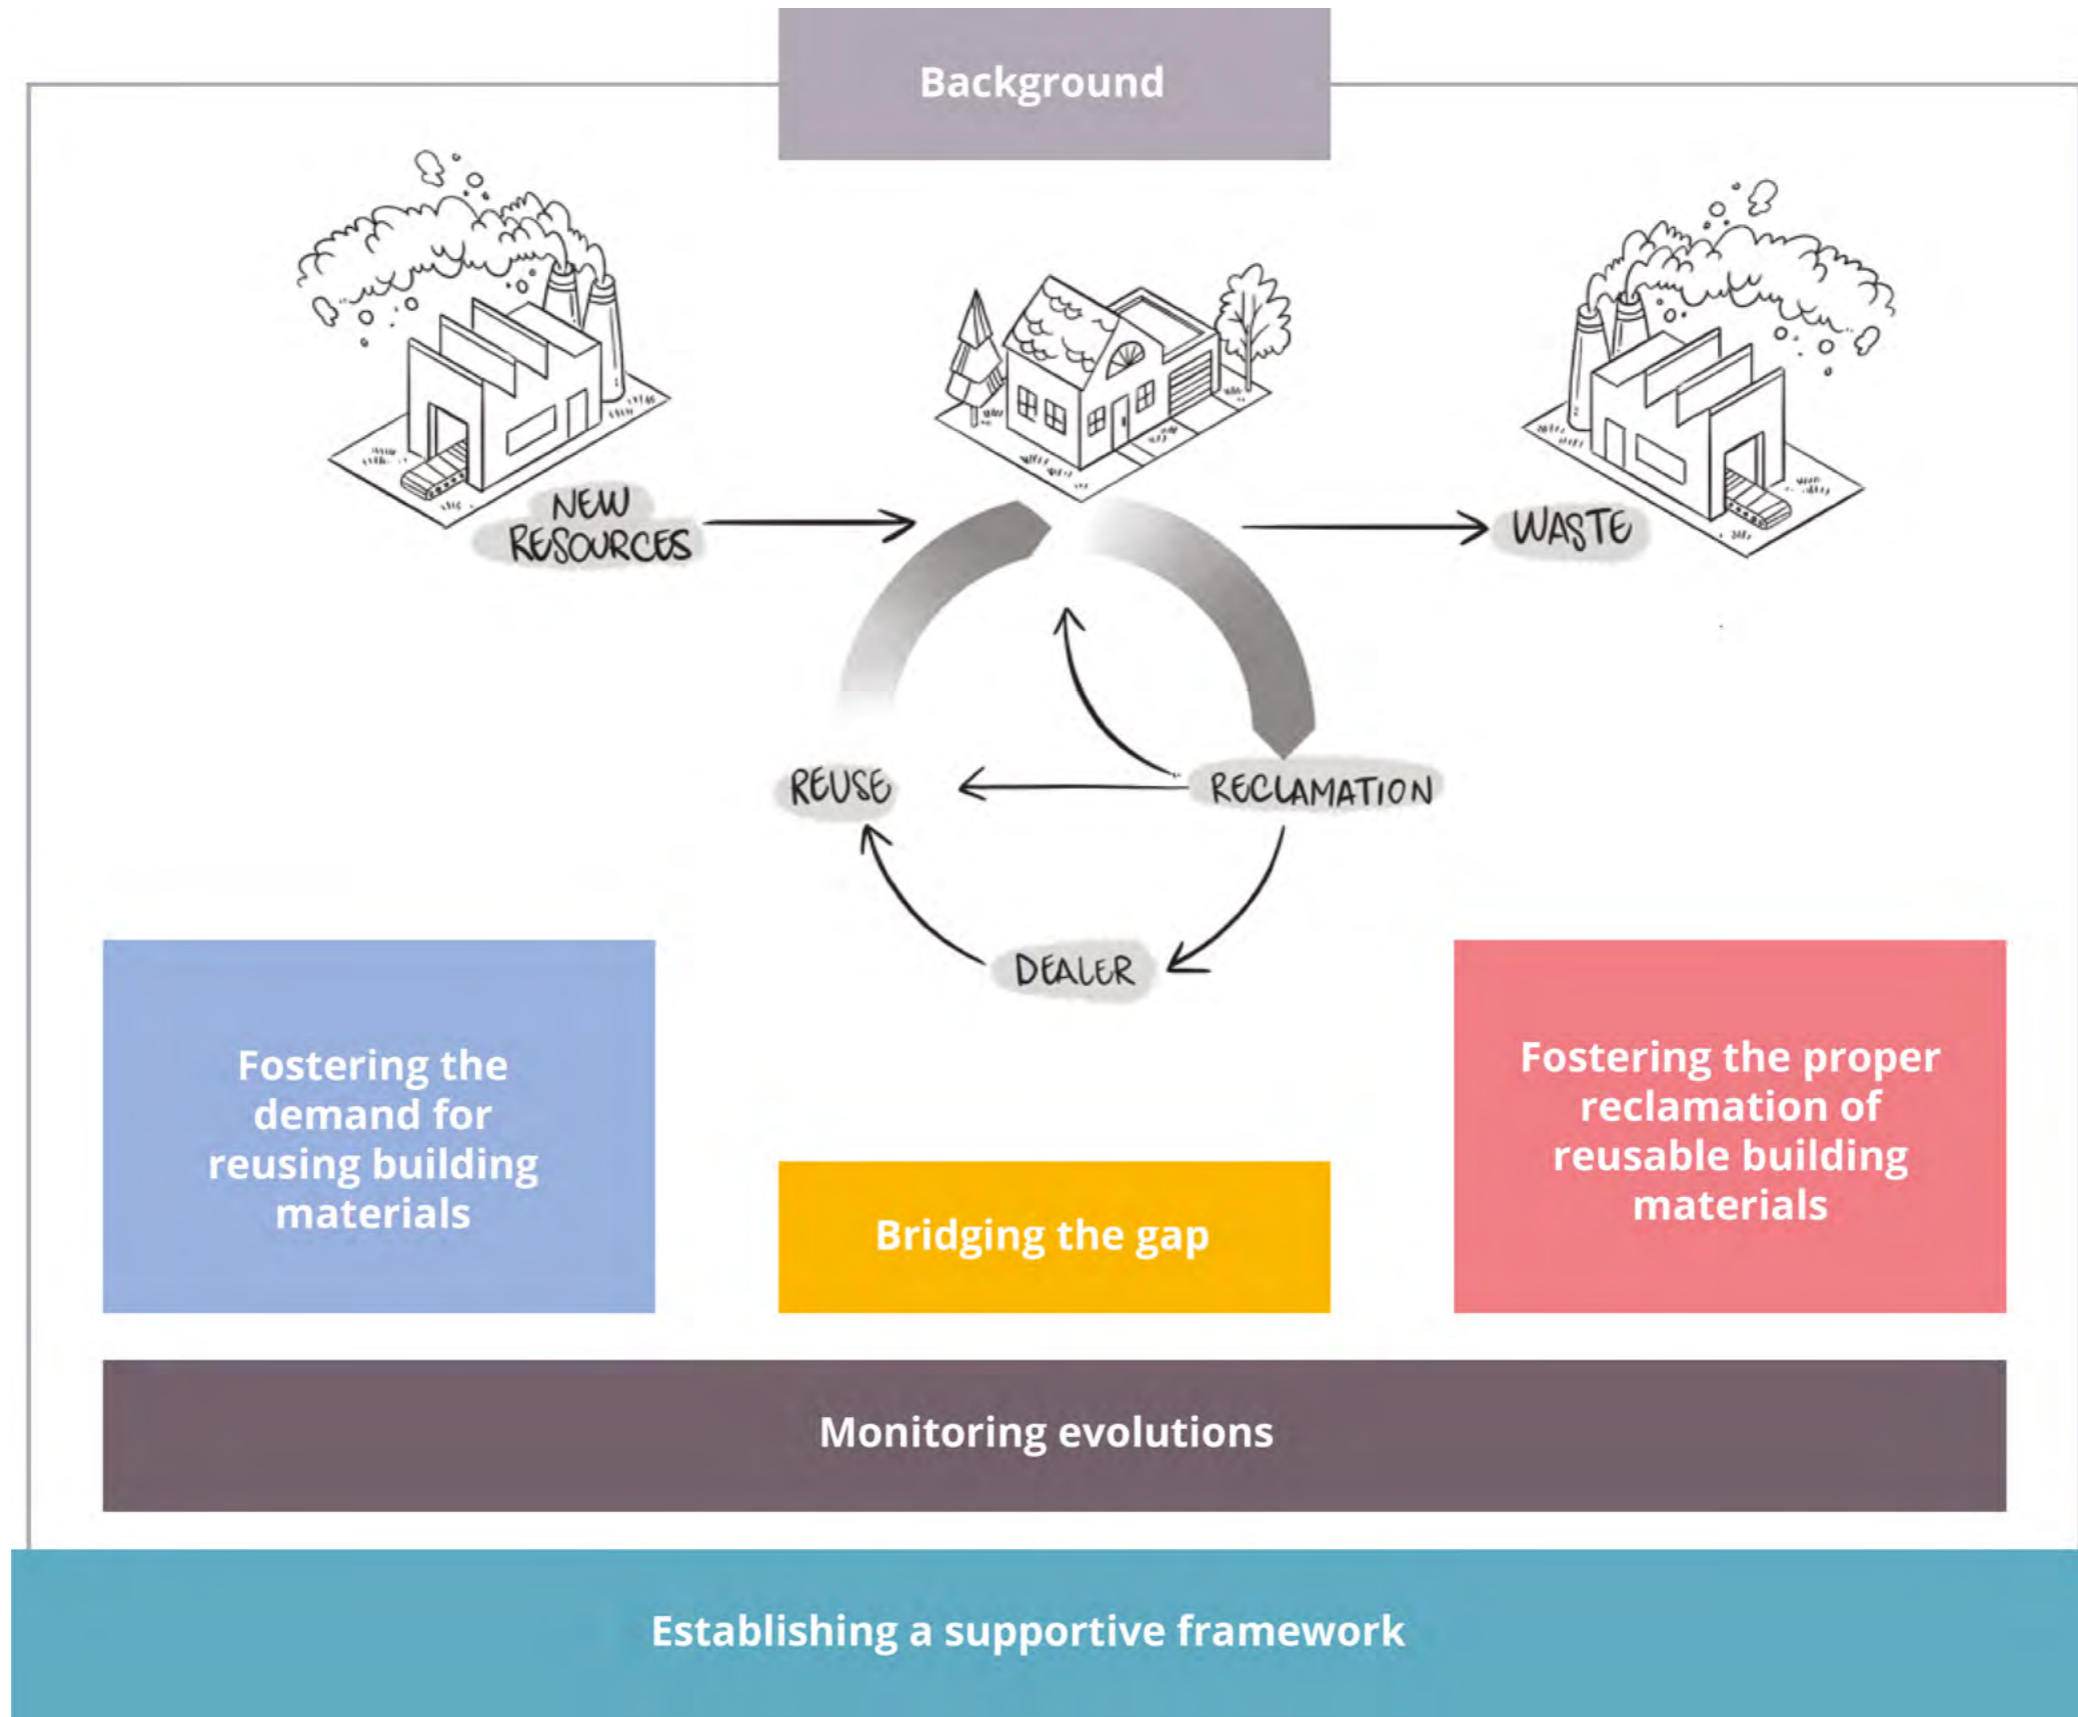 Background
NEW
RESOURCES
WASTE
REUSE
RECLAMATION
DEALER
Fostering the
demand for
reusing building
materials
Bridging the gap
Fostering the proper
reclamation of
reusable building
materials
Monitoring evolutions
Establishing a supportive framework